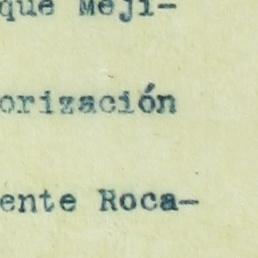 que Meji-
orización
ente Roca-